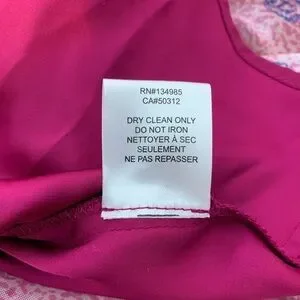 RN#134985
CA#50312
DRY CLEAN ONLY
DO NOT IRON
NETTOYER À SEC
SEULEMENT
NE PAS REPASSER